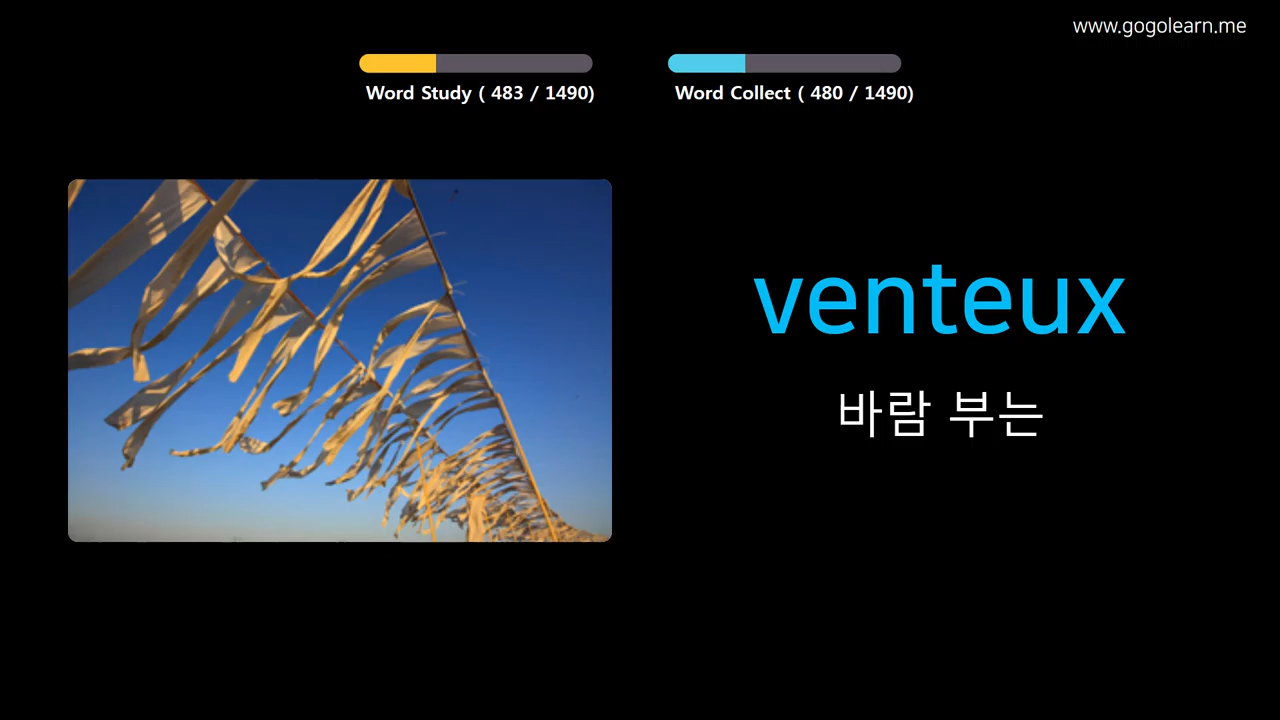 www.gogolearn.me
Word Study ( 483 / 1490)
Word Collect ( 480 / 1490)
venteux
바람 부는